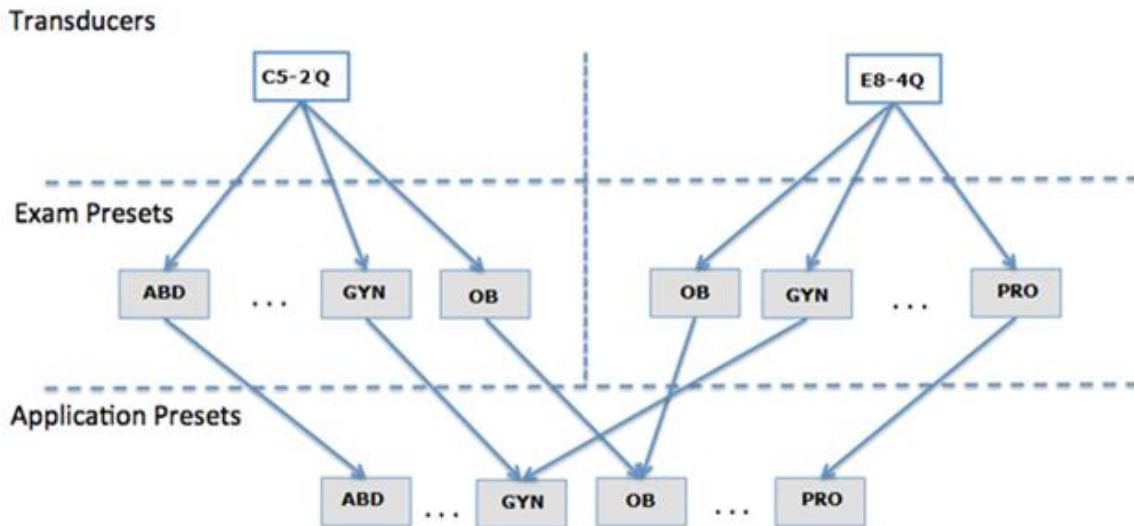 Transducers
C5-2Q E8-4Q
Exam Presets
ABD ... GYN OB OB GYN ... PRO
Application Presets
ABD ... GYN OB ... PRO